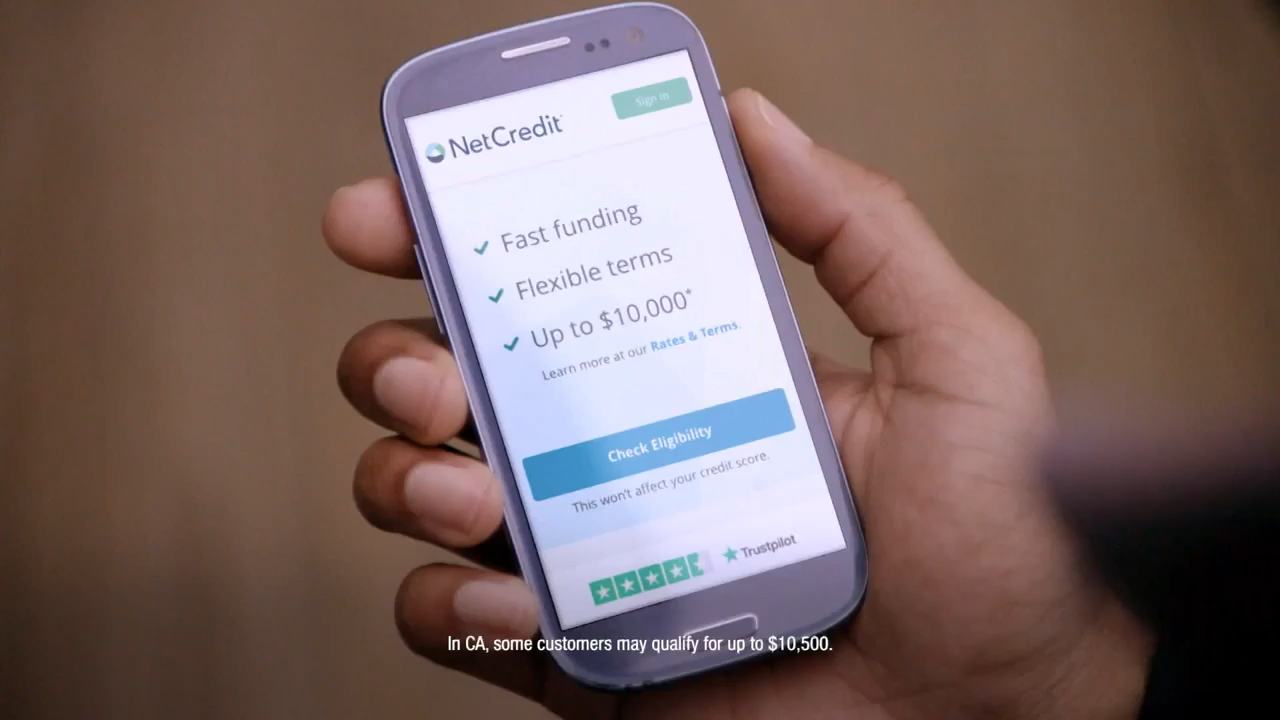 NetCredit
Sign in
Fast funding
Flexible terms
Up to $10,000*
Learn more at our Rates & Terms.
Check Eligibility
This won't affect your credit score.
Trustpilot
In CA, some customers may qualify for up to $10,500.